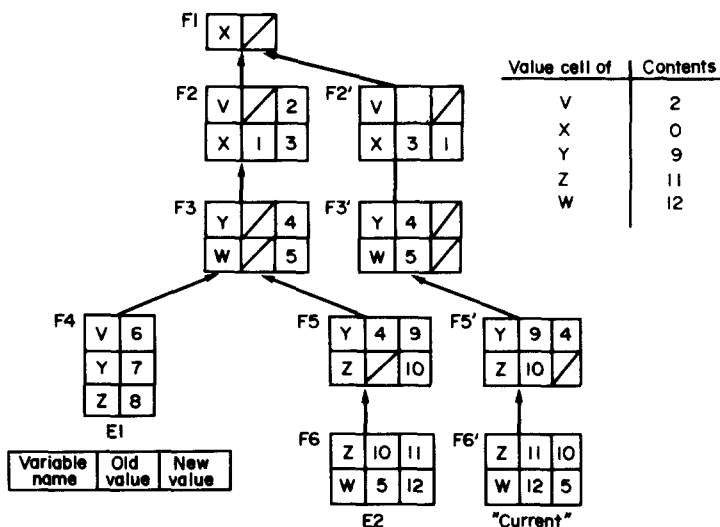 F1
X
Value cell of Contents
V 2
X 0
Y 9
Z 11
W 12
F2
V 2
X 1 3
F2'
V
X 3 1
F3
Y 4
W 5
F3'
Y 4
W 5
F4
V 6
Y 7
Z 8
E1
F5
Y 4 9
Z 10
F5'
Y 9 4
Z 10
Variable name Old value New value
F6
Z 10 11
W 5 12
E2
F6'
Z 11 10
W 12 5
"Current"